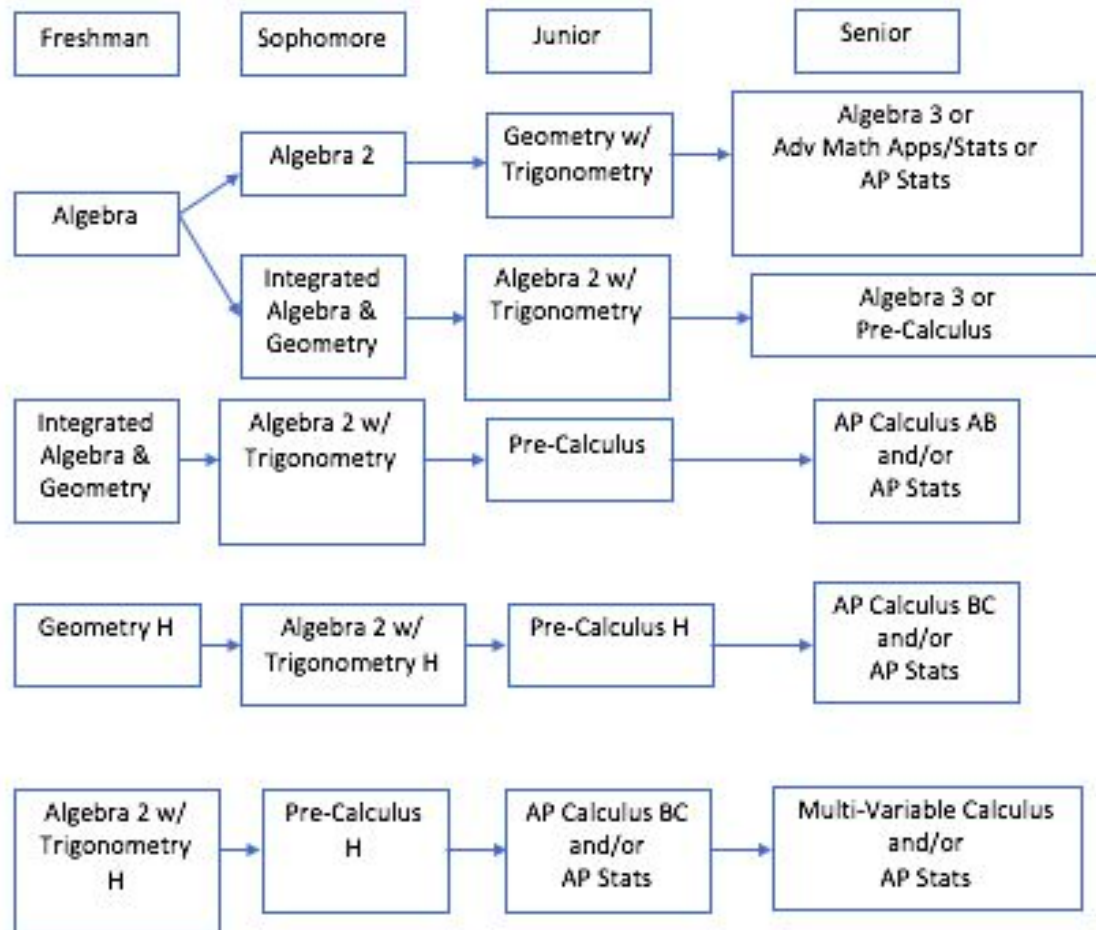 Freshman
Sophomore
Junior
Senior
Algebra
Algebra 2
Geometry w/
Trigonometry
Algebra 3 or
Adv Math Apps/Stats or
AP Stats
Integrated
Algebra &
Geometry
Algebra 2 w/
Trigonometry
Algebra 3 or
Pre-Calculus
Integrated
Algebra &
Geometry
Algebra 2 w/
Trigonometry
Pre-Calculus
AP Calculus AB
and/or
AP Stats
Geometry H
Algebra 2 w/
Trigonometry H
Pre-Calculus H
AP Calculus BC
and/or
AP Stats
Algebra 2 w/
Trigonometry
H
Pre-Calculus
H
AP Calculus BC
and/or
AP Stats
Multi-Variable Calculus
and/or
AP Stats